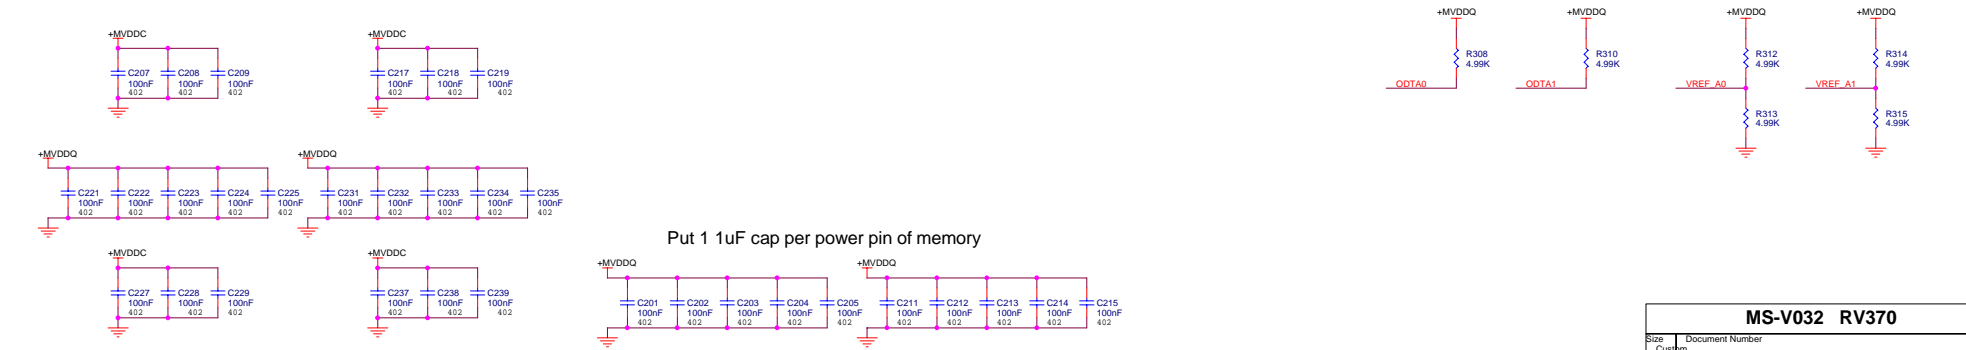 +MVDDC
C207 C208 C209
100nF 100nF 100nF
402 402 402
+MVDDC
C217 C218 C219
100nF 100nF 100nF
402 402 402
+MVDDQ +MVDDQ +MVDDQ +MVDDQ
R308 R310 R312 R314
4.99K 4.99K 4.99K 4.99K
ODTA0 ODTA1 VREF_A0 VREF_A1
R313 R315
4.99K 4.99K
+MVDDQ
C221 C222 C223 C224 C225
100nF 100nF 100nF 100nF 100nF
402 402 402 402 402
+MVDDQ
C231 C232 C233 C234 C235
100nF 100nF 100nF 100nF 100nF
402 402 402 402 402
+MVDDC
C227 C228 C229
100nF 100nF 100nF
402 402 402
+MVDDC
C237 C238 C239
100nF 100nF 100nF
402 402 402
Put 1 1uF cap per power pin of memory
+MVDDQ
C201 C202 C203 C204 C205
100nF 100nF 100nF 100nF 100nF
402 402 402 402 402
+MVDDQ
C211 C212 C213 C214 C215
100nF 100nF 100nF 100nF 100nF
402 402 402 402 402
MS-V032 RV370
Size Document Number
Custom